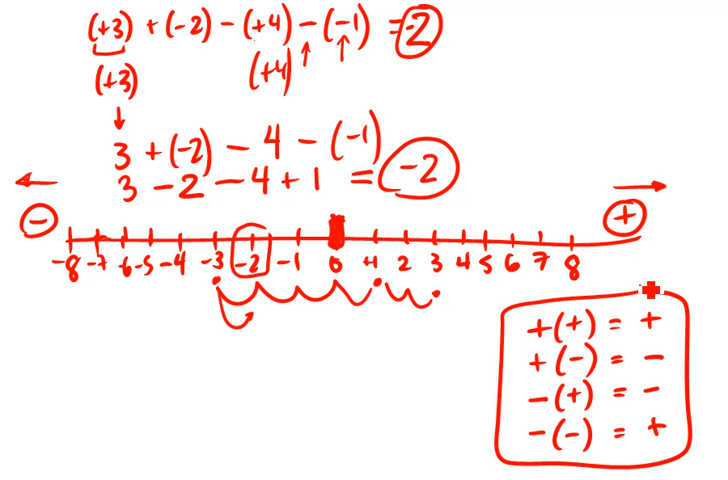 (+3) + (-2) - (+4) - (-1) = -2
(+3) (+4)
3 + (-2) - 4 - (-1)
3 - 2 - 4 + 1 = -2
- +
-8 -7 -6 -5 -4 -3 -2 -1 0 +1 2 3 4 5 6 7 8
+(+) = +
+(-) = -
-(+) = -
-(-) = +